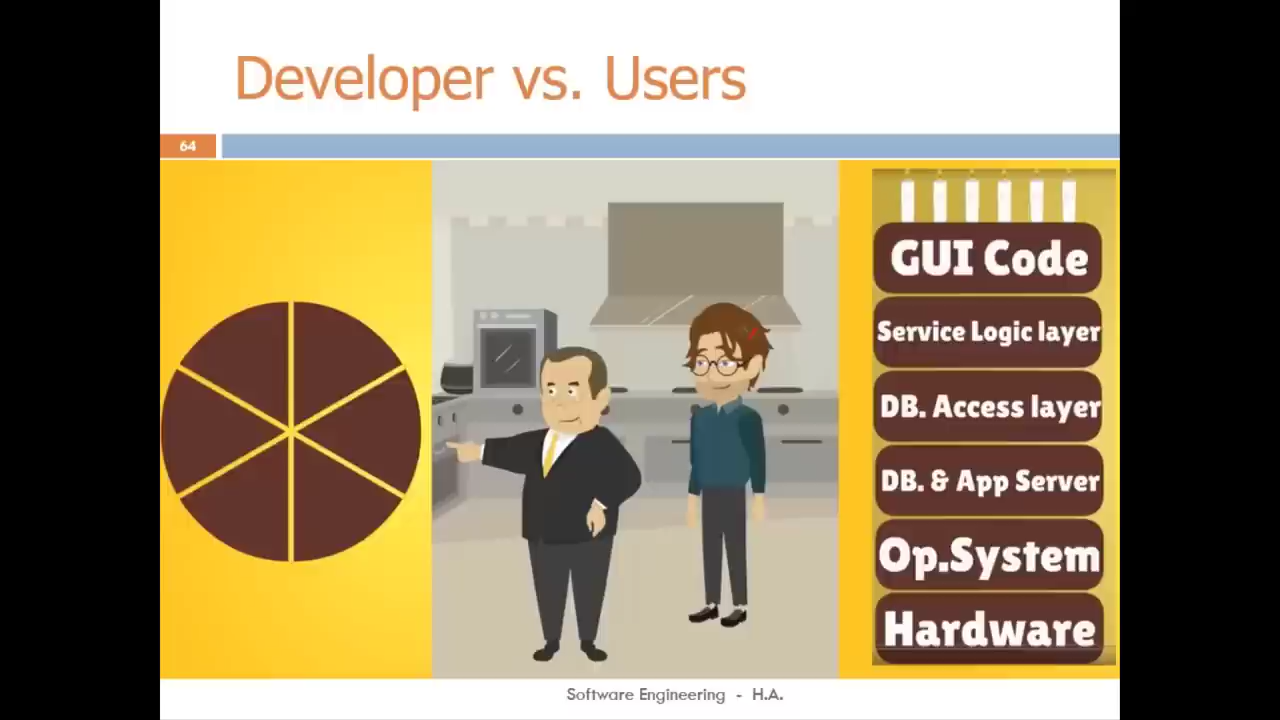 Developer vs. Users
64
GUI Code
Service Logic layer
DB. Access layer
DB. & App Server
Op.System
Hardware
Software Engineering - H.A.